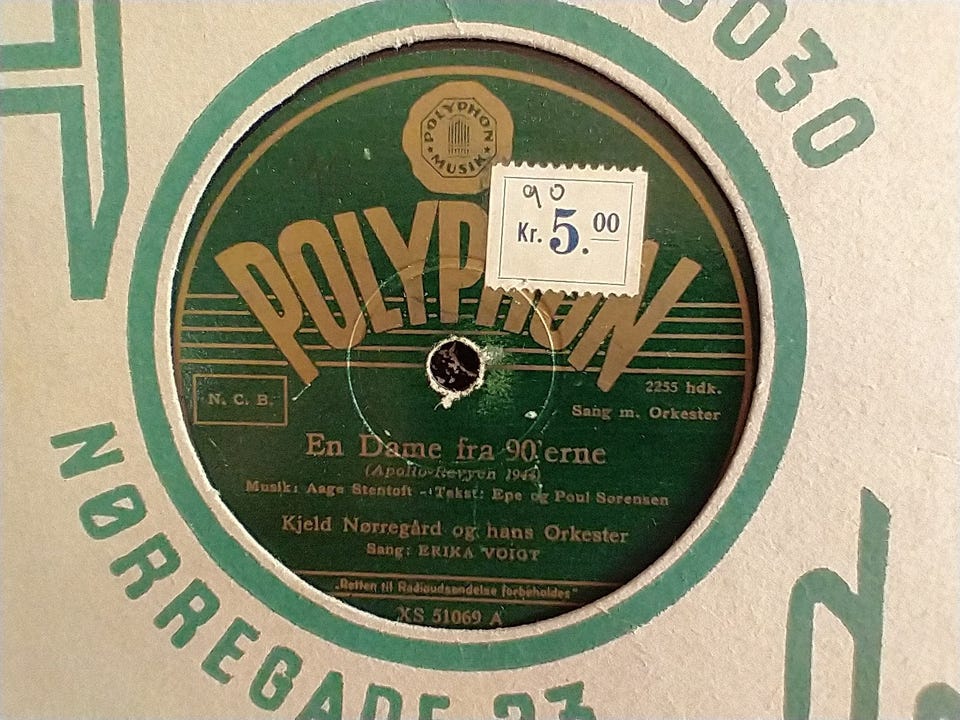 3030
POLYPHON
MUSIK
90
Kr. 5.00
POLYPHON
N. C. B.
2255 hdk.
Sang m. Orkester
En Dame fra 90'erne
(Apollo-Revyen
Musik: Aage Stentoft - Tekst: Epe og Poul Sørensen
Kjeld Nørregård og hans Orkester
Sang: ERIKA VOIGT
"Retten til Radioudsendelse forbeholdes"
XS 51069 A
NØRREGADE 23